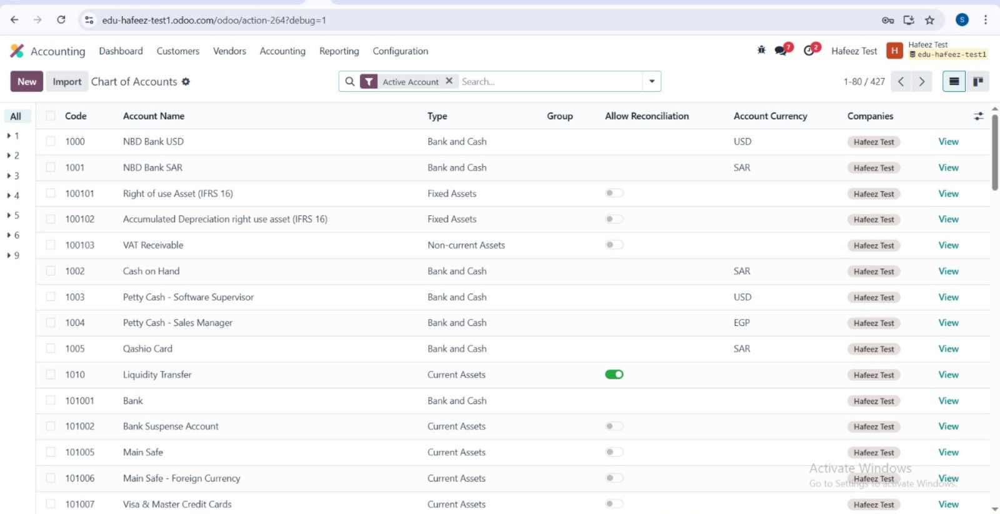 edu-hafeez-test1.odoo.com/odoo/action-264?debug=1
S
Accounting Dashboard Customers Vendors Accounting Reporting Configuration 7 2 Hafeez Test H Hafeez Test
edu-hafeez-test1
New Import Chart of Accounts Active Account Search... 1-80 / 427
All Code Account Name Type Group Allow Reconciliation Account Currency Companies
1
2
3
4
5
6
9
1000 NBD Bank USD Bank and Cash USD Hafeez Test View
1001 NBD Bank SAR Bank and Cash SAR Hafeez Test View
100101 Right of use Asset (IFRS 16) Fixed Assets Hafeez Test View
100102 Accumulated Depreciation right use asset (IFRS 16) Fixed Assets Hafeez Test View
100103 VAT Receivable Non-current Assets Hafeez Test View
1002 Cash on Hand Bank and Cash SAR Hafeez Test View
1003 Petty Cash - Software Supervisor Bank and Cash USD Hafeez Test View
1004 Petty Cash - Sales Manager Bank and Cash EGP Hafeez Test View
1005 Qashio Card Bank and Cash SAR Hafeez Test View
1010 Liquidity Transfer Current Assets Hafeez Test View
101001 Bank Bank and Cash Hafeez Test View
101002 Bank Suspense Account Current Assets Hafeez Test View
101005 Main Safe Current Assets Hafeez Test View
101006 Main Safe - Foreign Currency Current Assets Hafeez Test View
101007 Visa & Master Credit Cards Current Assets Hafeez Test View
Activate Windows
Go to Settings to activate Windows.